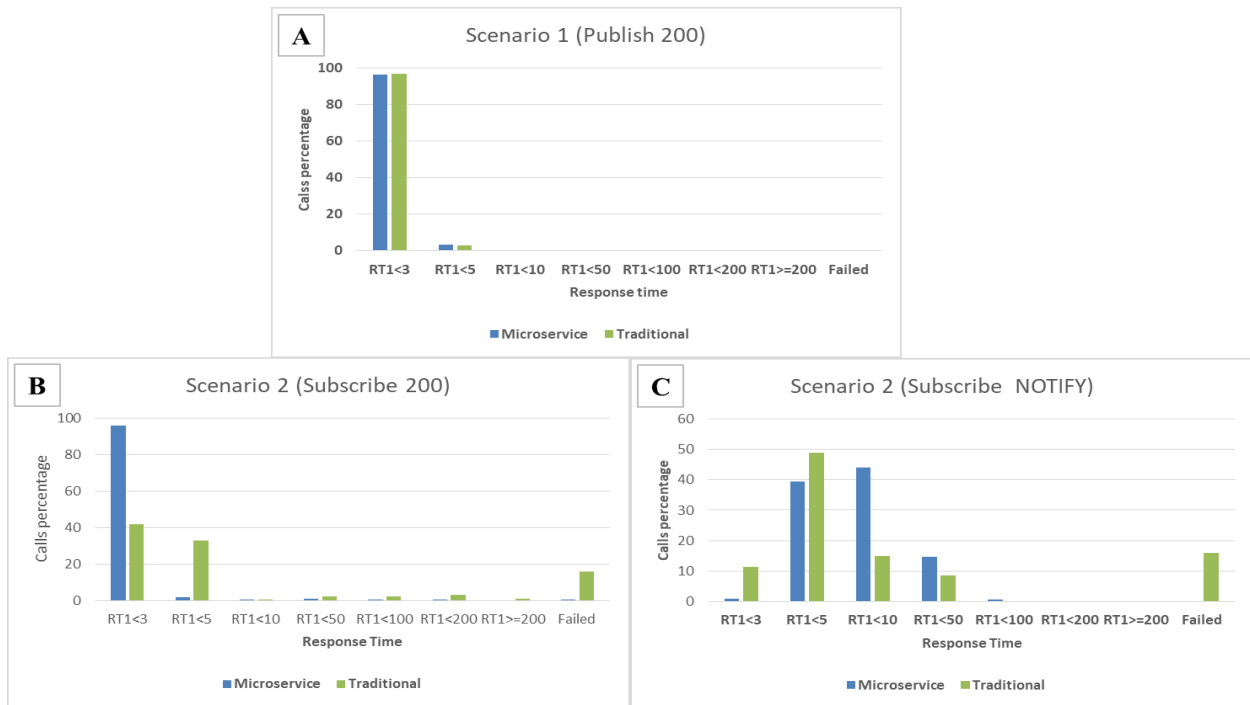 A
Scenario 1 (Publish 200)
100
80
60
40
20
0
Calss percentage
RT1<3 RT1<5 RT1<10 RT1<50 RT1<100 RT1<200 RT1>=200 Failed
Response time
Microservice Traditional
B
Scenario 2 (Subscribe 200)
100
80
60
40
20
0
Calls percentage
RT1<3 RT1<5 RT1<10 RT1<50 RT1<100 RT1<200 RT1>=200 Failed
Response Time
Microservice Traditional
C
Scenario 2 (Subscribe NOTIFY)
60
50
40
30
20
10
0
Calls percentage
RT1<3 RT1<5 RT1<10 RT1<50 RT1<100 RT1<200 RT1>=200 Failed
Response Time
Microservice Traditional